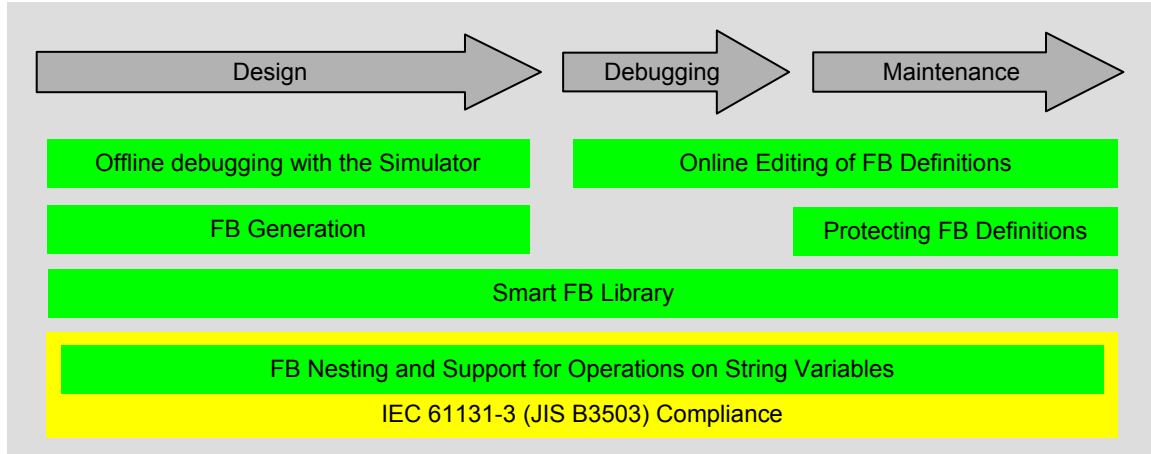 Design
Debugging
Maintenance
Offline debugging with the Simulator
Online Editing of FB Definitions
FB Generation
Protecting FB Definitions
Smart FB Library
FB Nesting and Support for Operations on String Variables
IEC 61131-3 (JIS B3503) Compliance